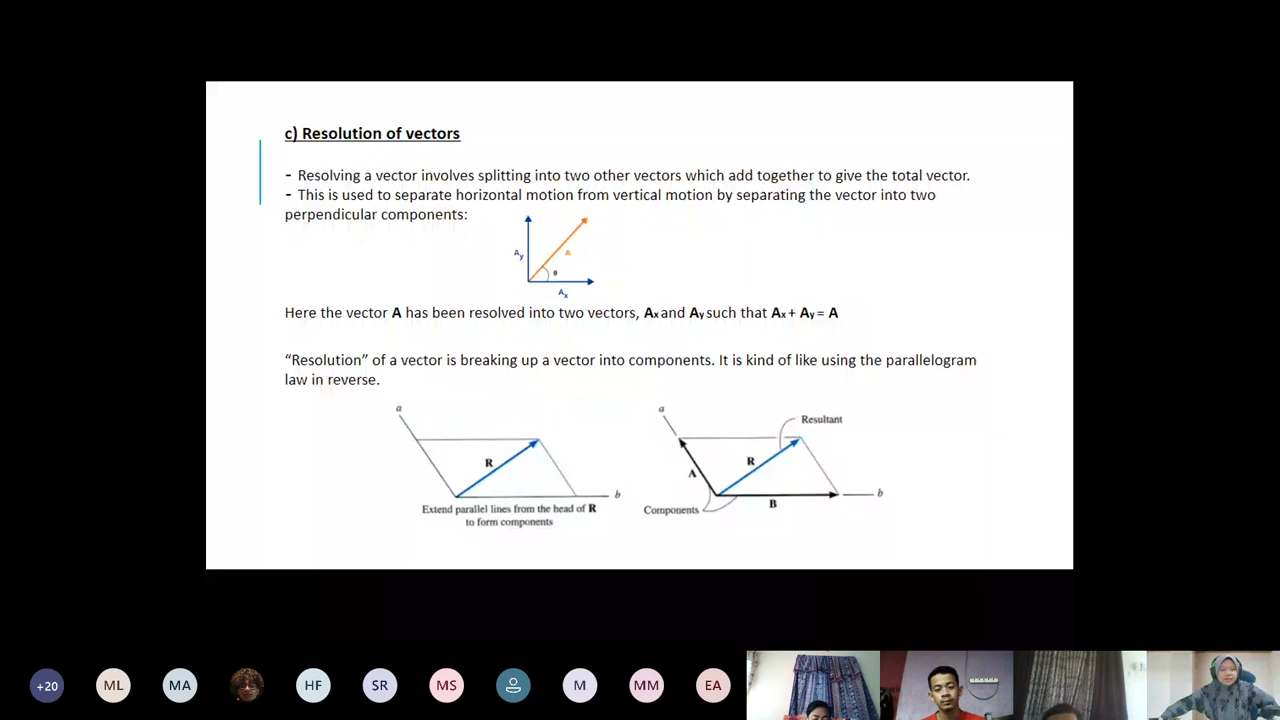 c) Resolution of vectors
- Resolving a vector involves splitting into two other vectors which add together to give the total vector.
- This is used to separate horizontal motion from vertical motion by separating the vector into two
perpendicular components:
Ay
A
θ
Ax
Here the vector A has been resolved into two vectors, Ax and Ay such that Ax + Ay = A
“Resolution” of a vector is breaking up a vector into components. It is kind of like using the parallelogram
law in reverse.
a
R
b
Extend parallel lines from the head of R
to form components
a
Resultant
R
A
b
Components
B
+20 ML MA HF SR MS M MM EA